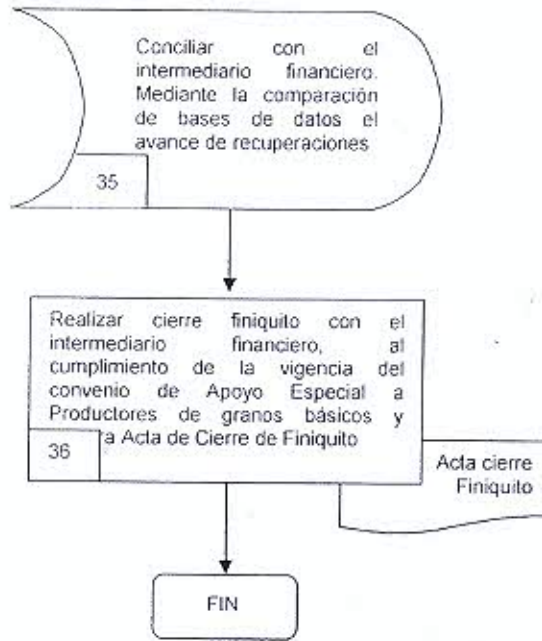 Conciliar con el
intermediario financiero.
Mediante la comparación
de bases de datos el
avance de recuperaciones
35
Realizar cierre finiquito con el
intermediario financiero, al
cumplimiento de la vigencia del
convenio de Apoyo Especial a
Productores de granos básicos y
a Acta de Cierre de Finiquito
36
Acta cierre
Finiquito
FIN